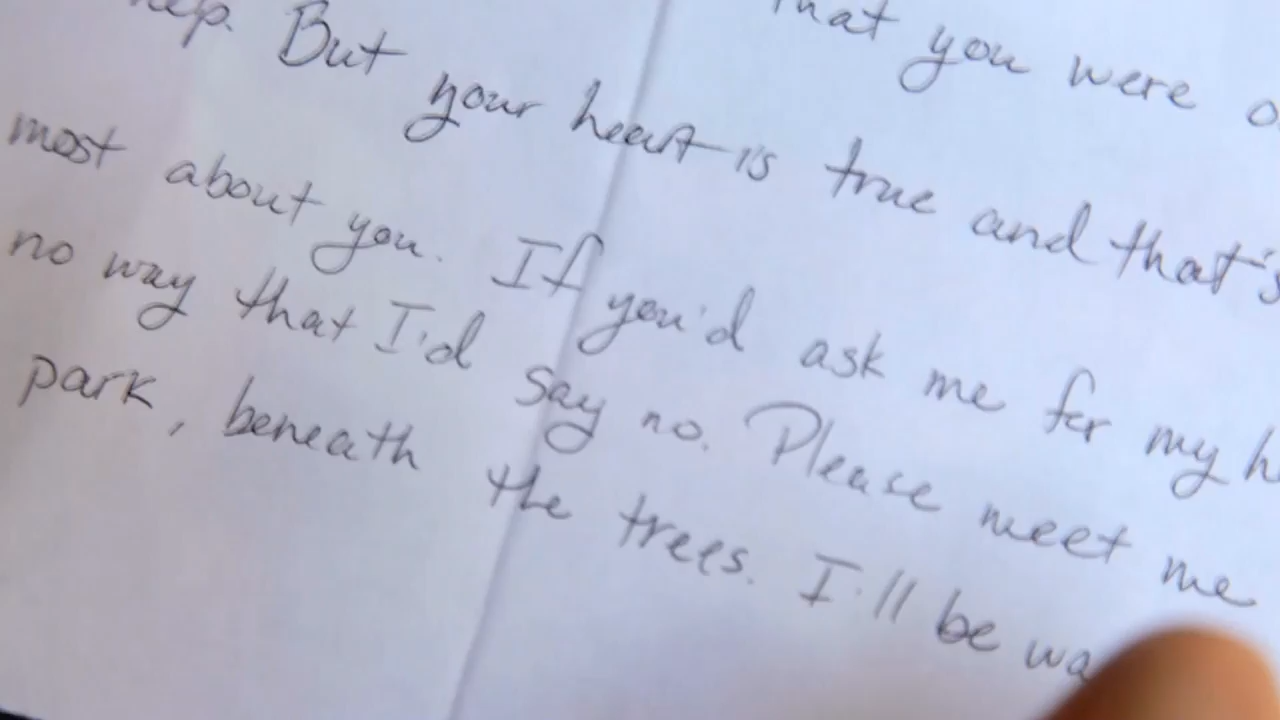 that you were
But your heart is true and that's
most about you. If you'd ask me for my
no way that I'd say no. Please meet me
park, beneath the trees. I'll be